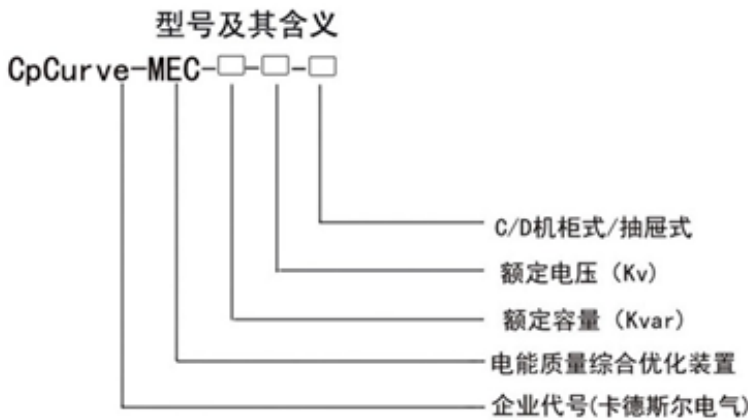 型号及其含义
CpCurve-MEC-□-□-□
C/D机柜式/抽屉式
额定电压（Kv）
额定容量（Kvar）
电能质量综合优化装置
企业代号(卡德斯尔电气)